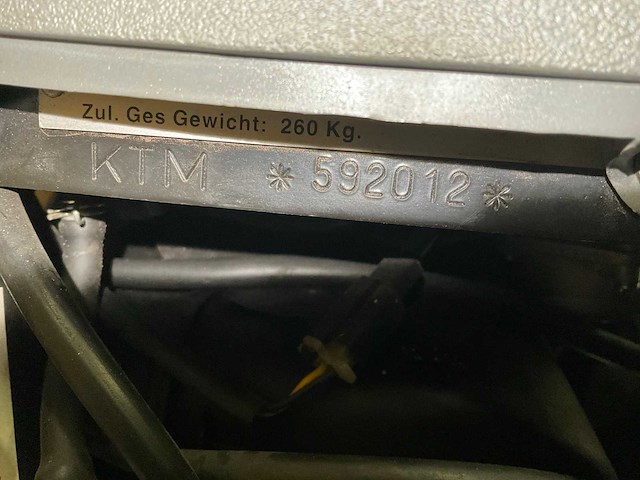 Zul. Ges Gewicht: 260 Kg.
KTM * 592012 *